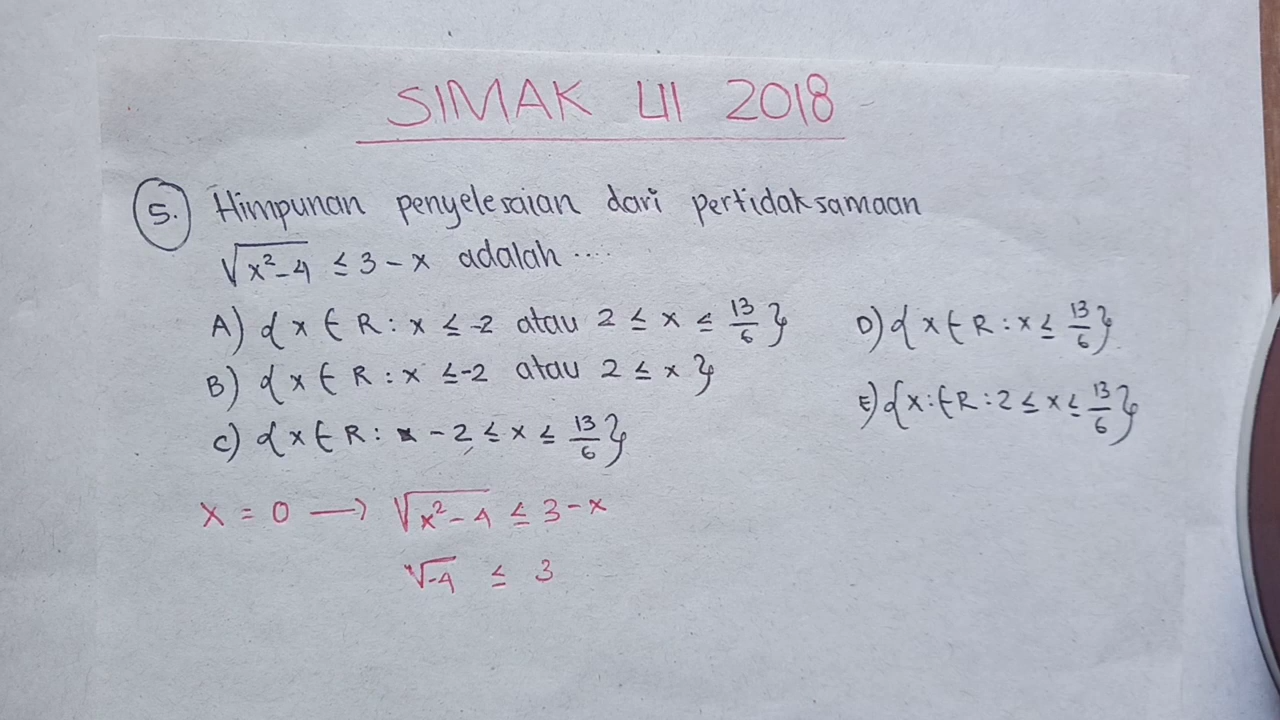 SIMAK UI 2018
5. Himpunan penyelesaian dari pertidaksamaan
√(x²-4) ≤ 3 - x adalah ....
A) {x ∈ R : x ≤ -2 atau 2 ≤ x ≤ 13/6}
B) {x ∈ R : x ≤ -2 atau 2 ≤ x}
C) {x ∈ R : -2 ≤ x ≤ 13/6}
D) {x ∈ R : x ≤ 13/6}
E) {x : ∈ R : 2 ≤ x ≤ 13/6}
x = 0 → √(x²-4) ≤ 3 - x
√-4 ≤ 3